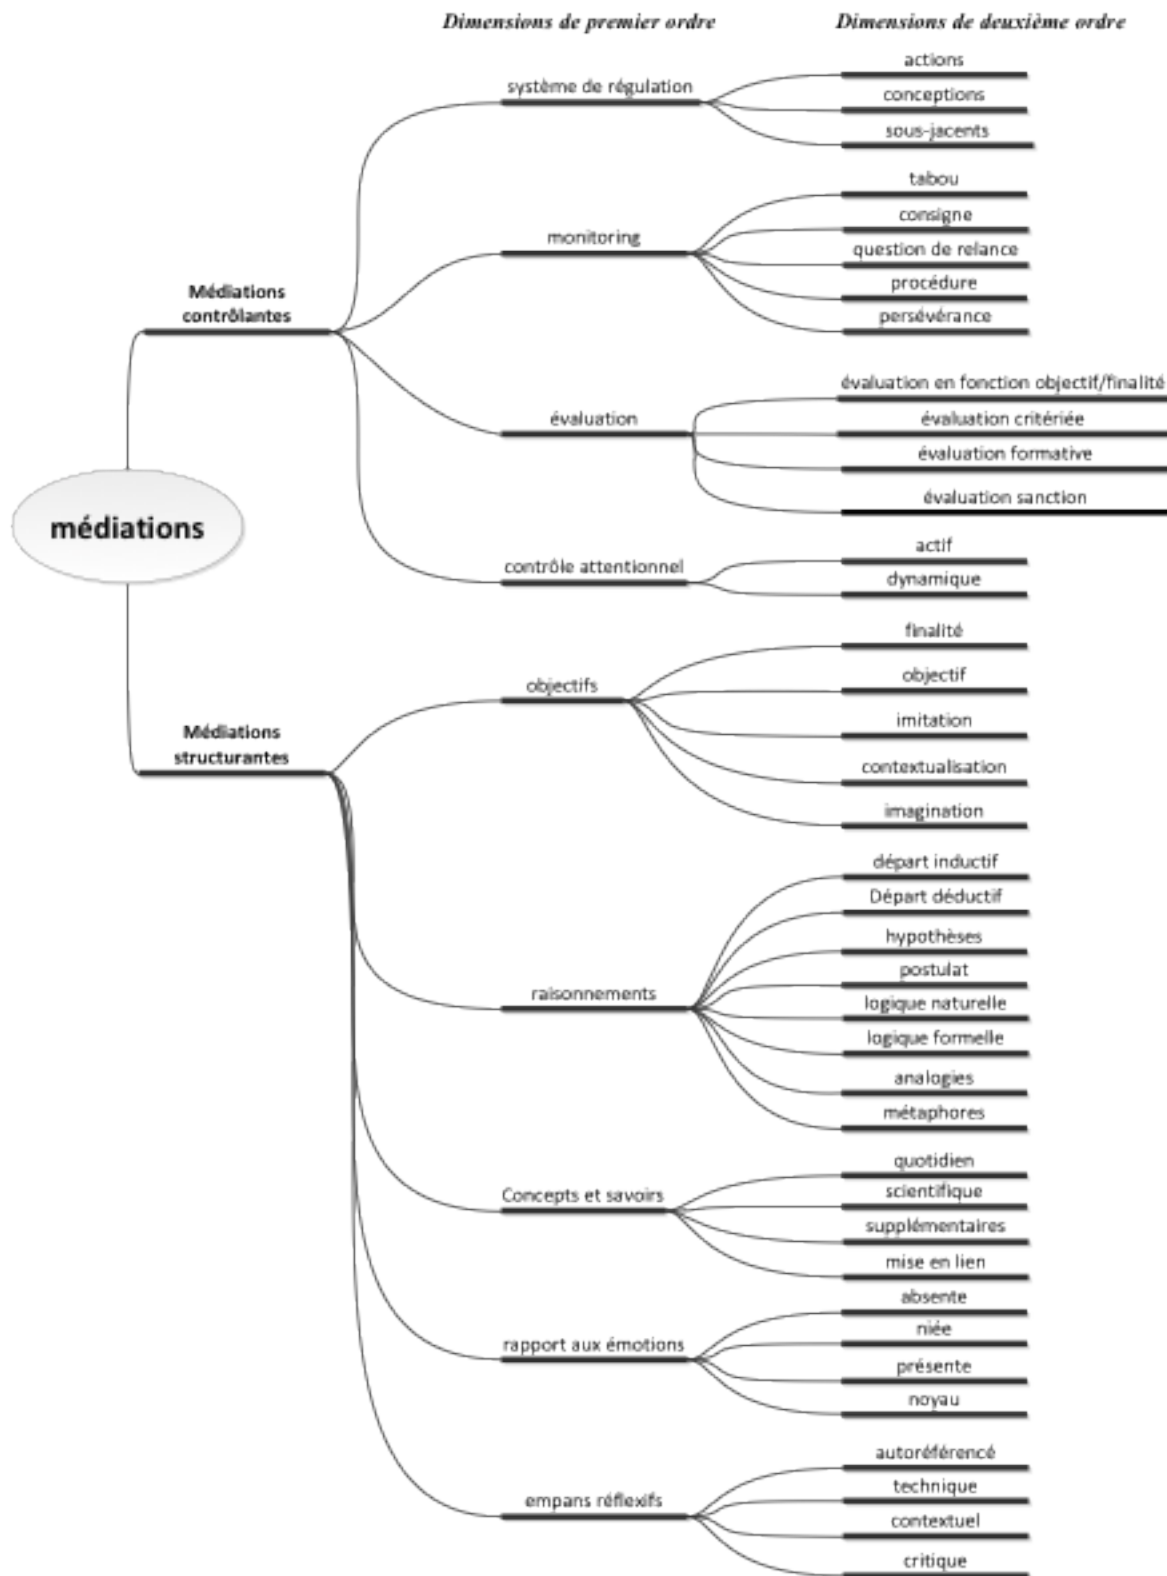 Dimensions de premier ordre
Dimensions de deuxième ordre
médiations
Médiations
contrôlantes
système de régulation
actions
conceptions
sous-jacents
monitoring
tabou
consigne
question de relance
procédure
persévérance
évaluation
évaluation en fonction objectif/finalité
évaluation critériée
évaluation formative
évaluation sanction
contrôle attentionnel
actif
dynamique
Médiations
structurantes
objectifs
finalité
objectif
imitation
contextualisation
imagination
raisonnements
départ inductif
Départ déductif
hypothèses
postulat
logique naturelle
logique formelle
analogies
métaphores
Concepts et savoirs
quotidien
scientifique
supplémentaires
mise en lien
rapport aux émotions
absente
niée
présente
noyau
empans réflexifs
autoréférencé
technique
contextuel
critique